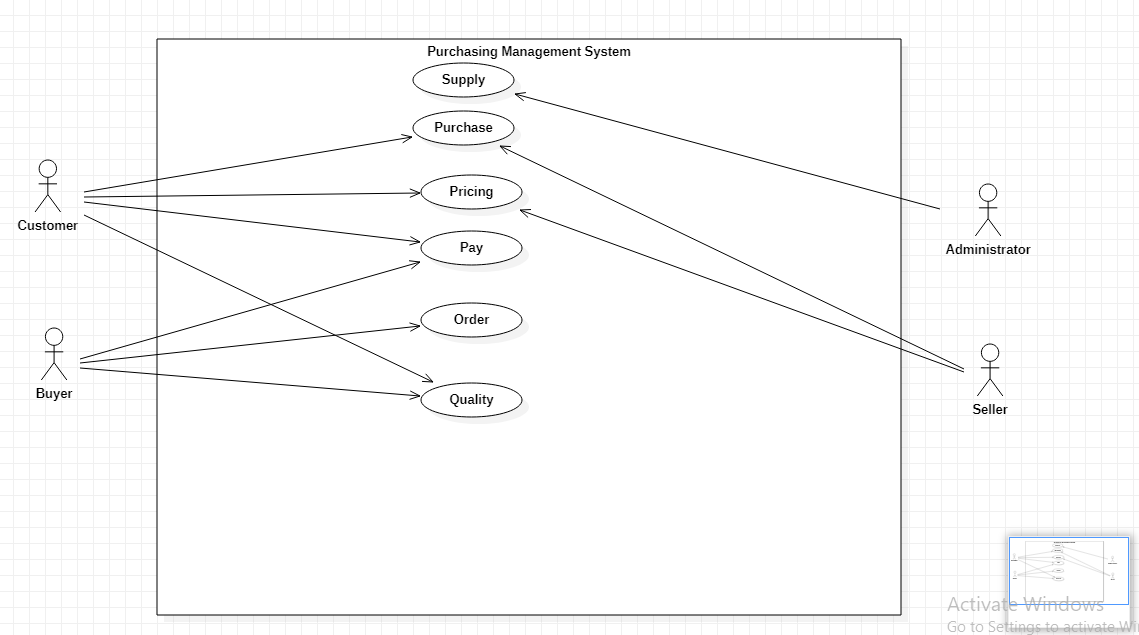 Purchasing Management System
Supply
Purchase
Pricing
Pay
Order
Quality
Customer
Buyer
Administrator
Seller
Activate Windows
Go to Settings to activate Wi